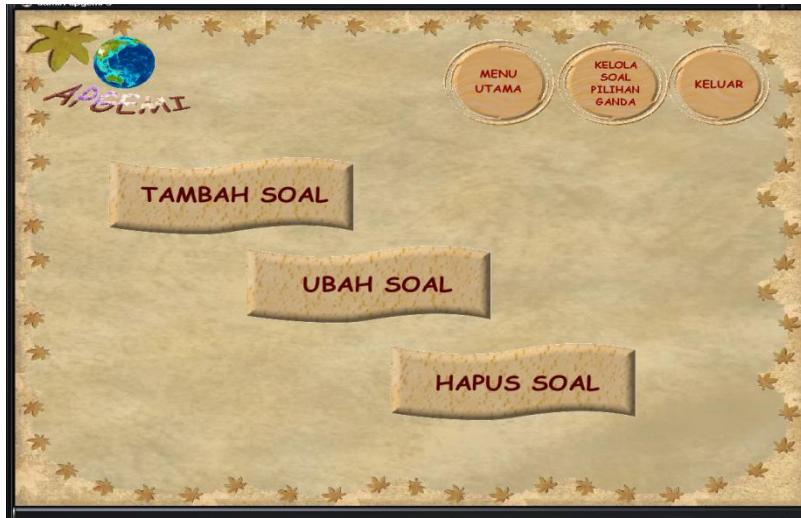 APGEMI
MENU
UTAMA
KELOLA
SOAL
PILIHAN
GANDA
KELUAR
TAMBAH SOAL
UBAH SOAL
HAPUS SOAL